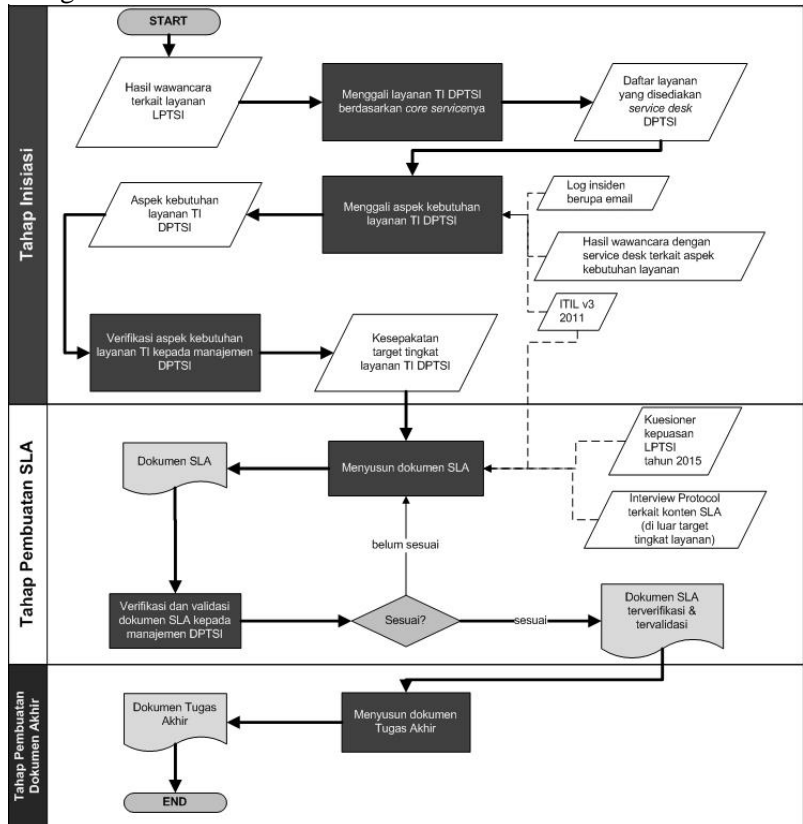 START
Hasil wawancara
terkait layanan
LPTSI
Menggali layanan TI DPTSI
berdasarkan core servicenya
Daftar layanan
yang disediakan
service desk
DPTSI
Tahap Inisiasi
Aspek kebutuhan
layanan TI
DPTSI
Menggali aspek kebutuhan
layanan TI DPTSI
Log insiden
berupa email
Hasil wawancara dengan
service desk terkait aspek
kebutuhan layanan
ITIL v3
2011
Verifikasi aspek kebutuhan
layanan TI kepada manajemen
DPTSI
Kesepakatan
target tingkat
layanan TI DPTSI
Tahap Pembuatan SLA
Dokumen SLA
Menyusun dokumen SLA
Kuesioner
kepuasan
LPTSI
tahun 2015
Interview Protocol
terkait konten SLA
(di luar target
tingkat layanan)
belum sesuai
Verifikasi dan validasi
dokumen SLA kepada
manajemen DPTSI
Sesuai?
sesuai
Dokumen SLA
terverifikasi &
tervalidasi
Tahap Pembuatan
Dokumen Akhir
Dokumen Tugas
Akhir
Menyusun dokumen
Tugas Akhir
END